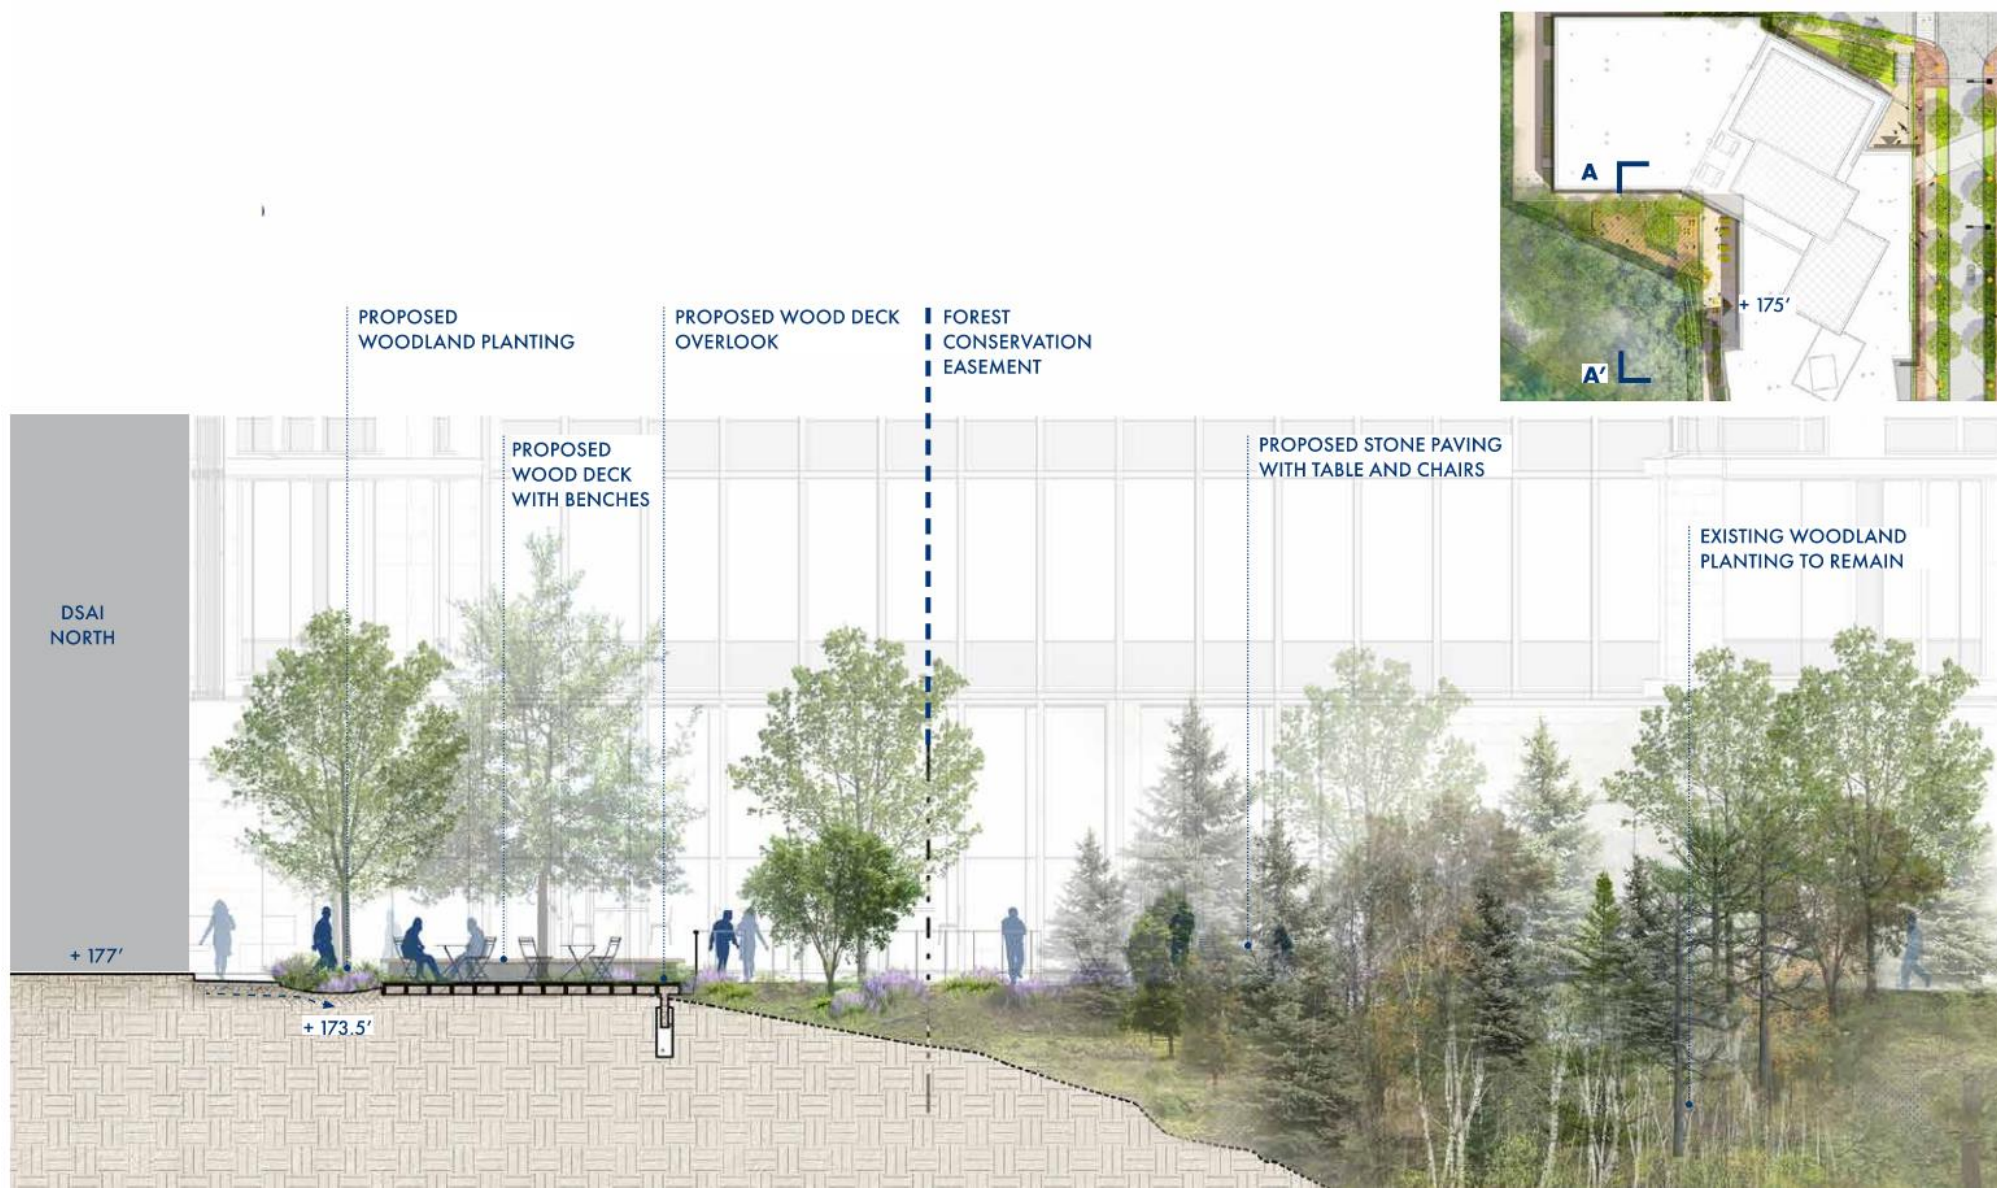 A
+ 175′
A′
PROPOSED
WOODLAND PLANTING
PROPOSED WOOD DECK
OVERLOOK
FOREST
CONSERVATION
EASEMENT
PROPOSED
WOOD DECK
WITH BENCHES
PROPOSED STONE PAVING
WITH TABLE AND CHAIRS
EXISTING WOODLAND
PLANTING TO REMAIN
DSAI
NORTH
+ 177′
+ 173.5′